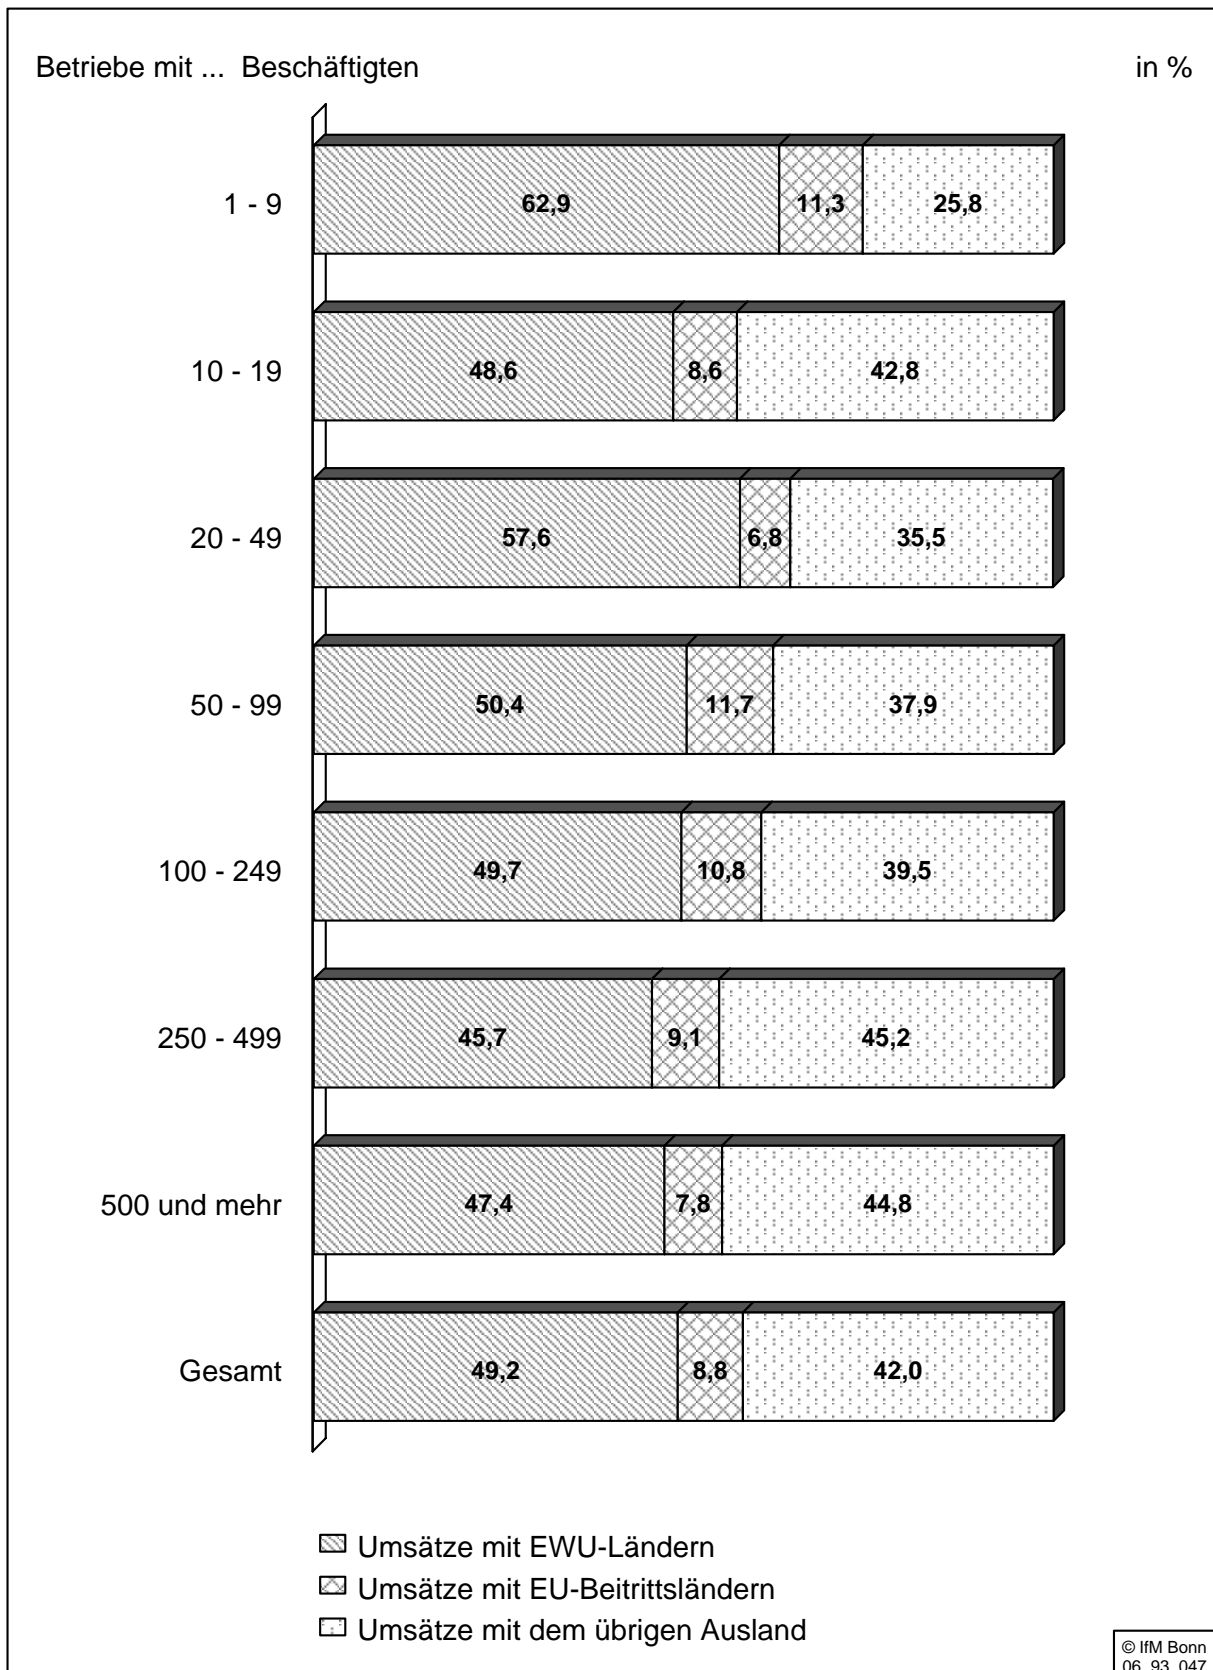 Betriebe mit ... Beschäftigten in %
1 - 9 62,9 11,3 25,8
10 - 19 48,6 8,6 42,8
20 - 49 57,6 6,8 35,5
50 - 99 50,4 11,7 37,9
100 - 249 49,7 10,8 39,5
250 - 499 45,7 9,1 45,2
500 und mehr 47,4 7,8 44,8
Gesamt 49,2 8,8 42,0
Umsätze mit EWU-Ländern
Umsätze mit EU-Beitrittsländern
Umsätze mit dem übrigen Ausland
© IfM Bonn
06 93 047